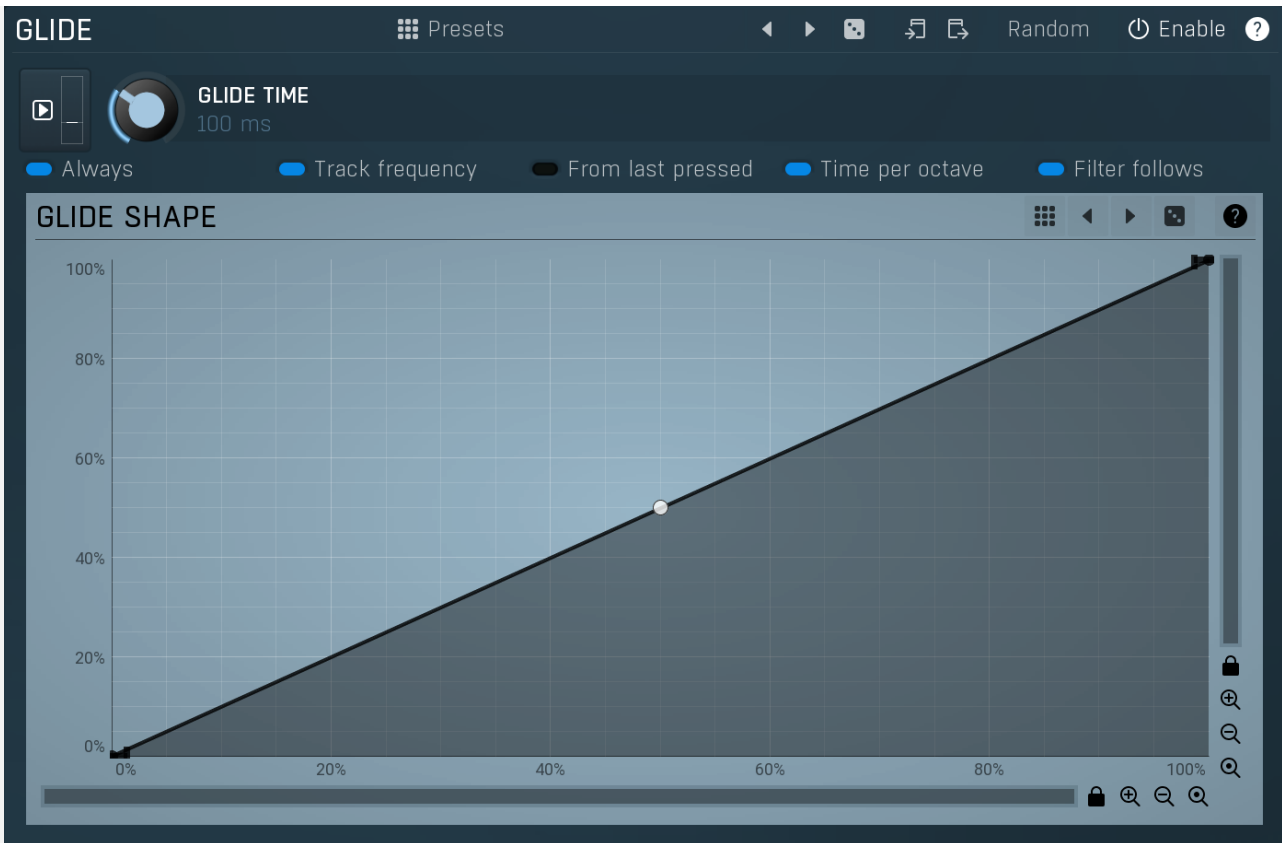 GLIDE Presets Random Enable ?
GLIDE TIME
100 ms
Always Track frequency From last pressed Time per octave Filter follows
GLIDE SHAPE ?
100%
80%
60%
40%
20%
0%
0% 20% 40% 60% 80% 100%